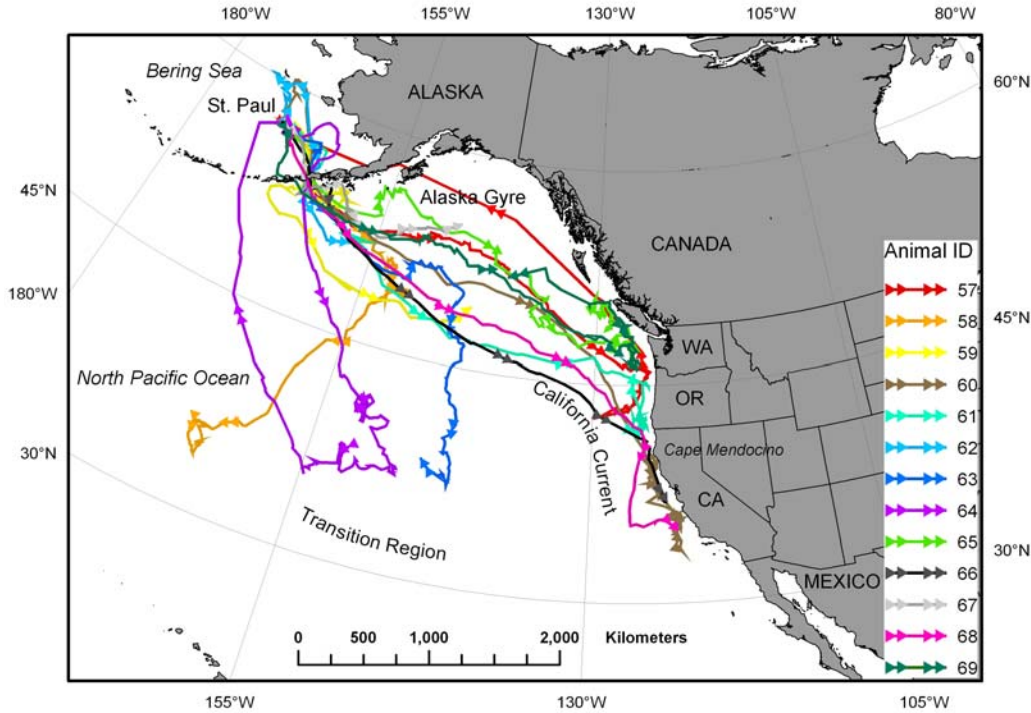 180°W 155°W 130°W 105°W 80°W
Bering Sea
60°N
St. Paul
ALASKA
45°N
Alaska Gyre
CANADA
Animal ID
57
180°W
58
45°N
WA
59
North Pacific Ocean
60
OR
61
California Current
Cape Mendocino
62
30°N
63
CA
64
Transition Region
65
30°N
66
MEXICO
67
0 500 1,000 2,000 Kilometers
68
69
155°W 130°W 105°W